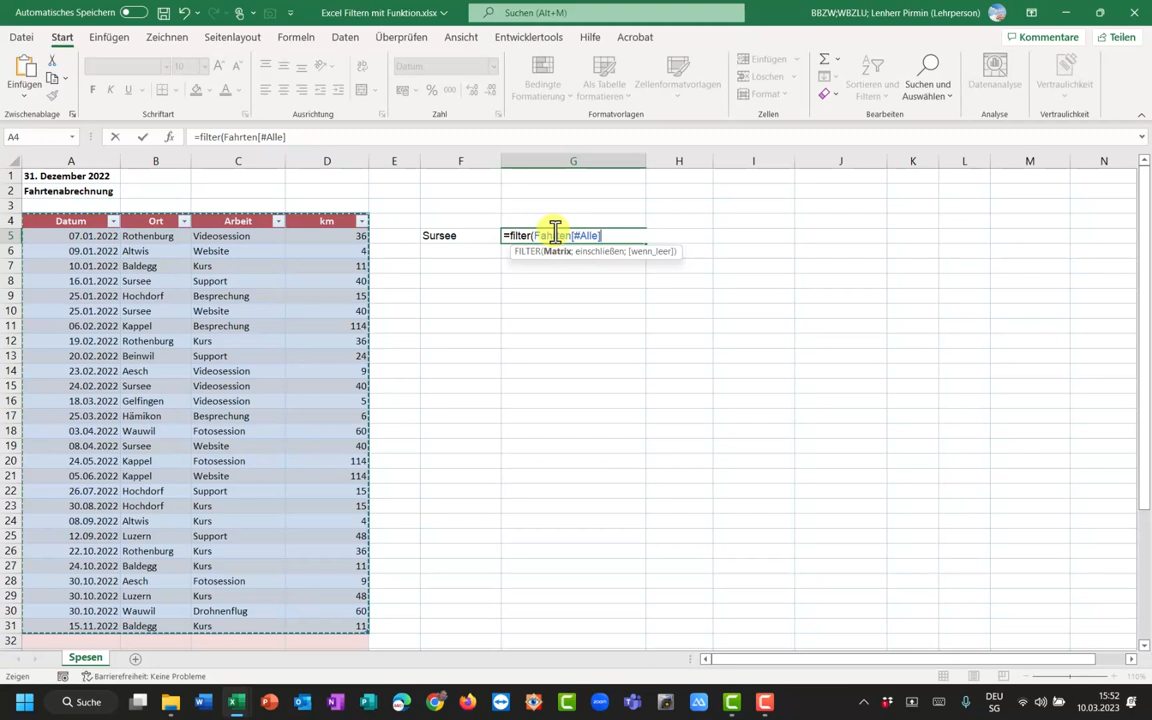 Automatisches Speichern
Excel Filtern mit Funktion.xlsx
Suchen (Alt+M)
BBZW;WBZLU; Lenherr Pirmin (Lehrperson)
Datei Start Einfügen Zeichnen Seitenlayout Formeln Daten Überprüfen Ansicht Entwicklertools Hilfe Acrobat Kommentare Teilen
Einfügen
10
F K U
ab
Datum
% 000
Bedingte Formatierung
Als Tabelle formatieren
Zellenformatvorlagen
Einfügen
Löschen
Format
Sortieren und Filtern
Suchen und Auswählen
Datenanalyse
Vertraulichkeit
Zwischenablage Schriftart Ausrichtung Zahl Formatvorlagen Zellen Bearbeiten Analyse Vertraulichkeit
A4 fx =filter(Fahrten[#Alle]
A B C D E F G H I J K L M N
1 31. Dezember 2022
2 Fahrtenabrechnung
3
4 Datum Ort Arbeit km
5 07.01.2022 Rothenburg Videosession 36 Sursee =filter(Fahrten[#Alle]
6 09.01.2022 Altwis Website 4 FILTER(Matrix; einschließen; [wenn_leer])
7 10.01.2022 Baldegg Kurs 11
8 16.01.2022 Sursee Support 40
9 25.01.2022 Hochdorf Besprechung 15
10 25.01.2022 Sursee Website 40
11 06.02.2022 Kappel Besprechung 114
12 19.02.2022 Rothenburg Kurs 36
13 20.02.2022 Beinwil Support 24
14 23.02.2022 Aesch Videosession 9
15 24.02.2022 Sursee Videosession 40
16 18.03.2022 Gelfingen Videosession 5
17 25.03.2022 Hämikon Besprechung 6
18 03.04.2022 Wauwil Fotosession 60
19 08.04.2022 Sursee Website 40
20 24.05.2022 Kappel Fotosession 114
21 05.06.2022 Kappel Website 114
22 26.07.2022 Hochdorf Support 15
23 30.08.2022 Hochdorf Kurs 15
24 08.09.2022 Altwis Kurs 4
25 12.09.2022 Luzern Support 48
26 22.10.2022 Rothenburg Kurs 36
27 24.10.2022 Baldegg Kurs 11
28 30.10.2022 Aesch Fotosession 9
29 30.10.2022 Luzern Kurs 48
30 30.10.2022 Wauwil Drohnenflug 60
31 15.11.2022 Baldegg Kurs 11
32
Spesen
Zeigen Barrierefreiheit: Keine Probleme 110%
Suche
DEU
SG
15:52
10.03.2023